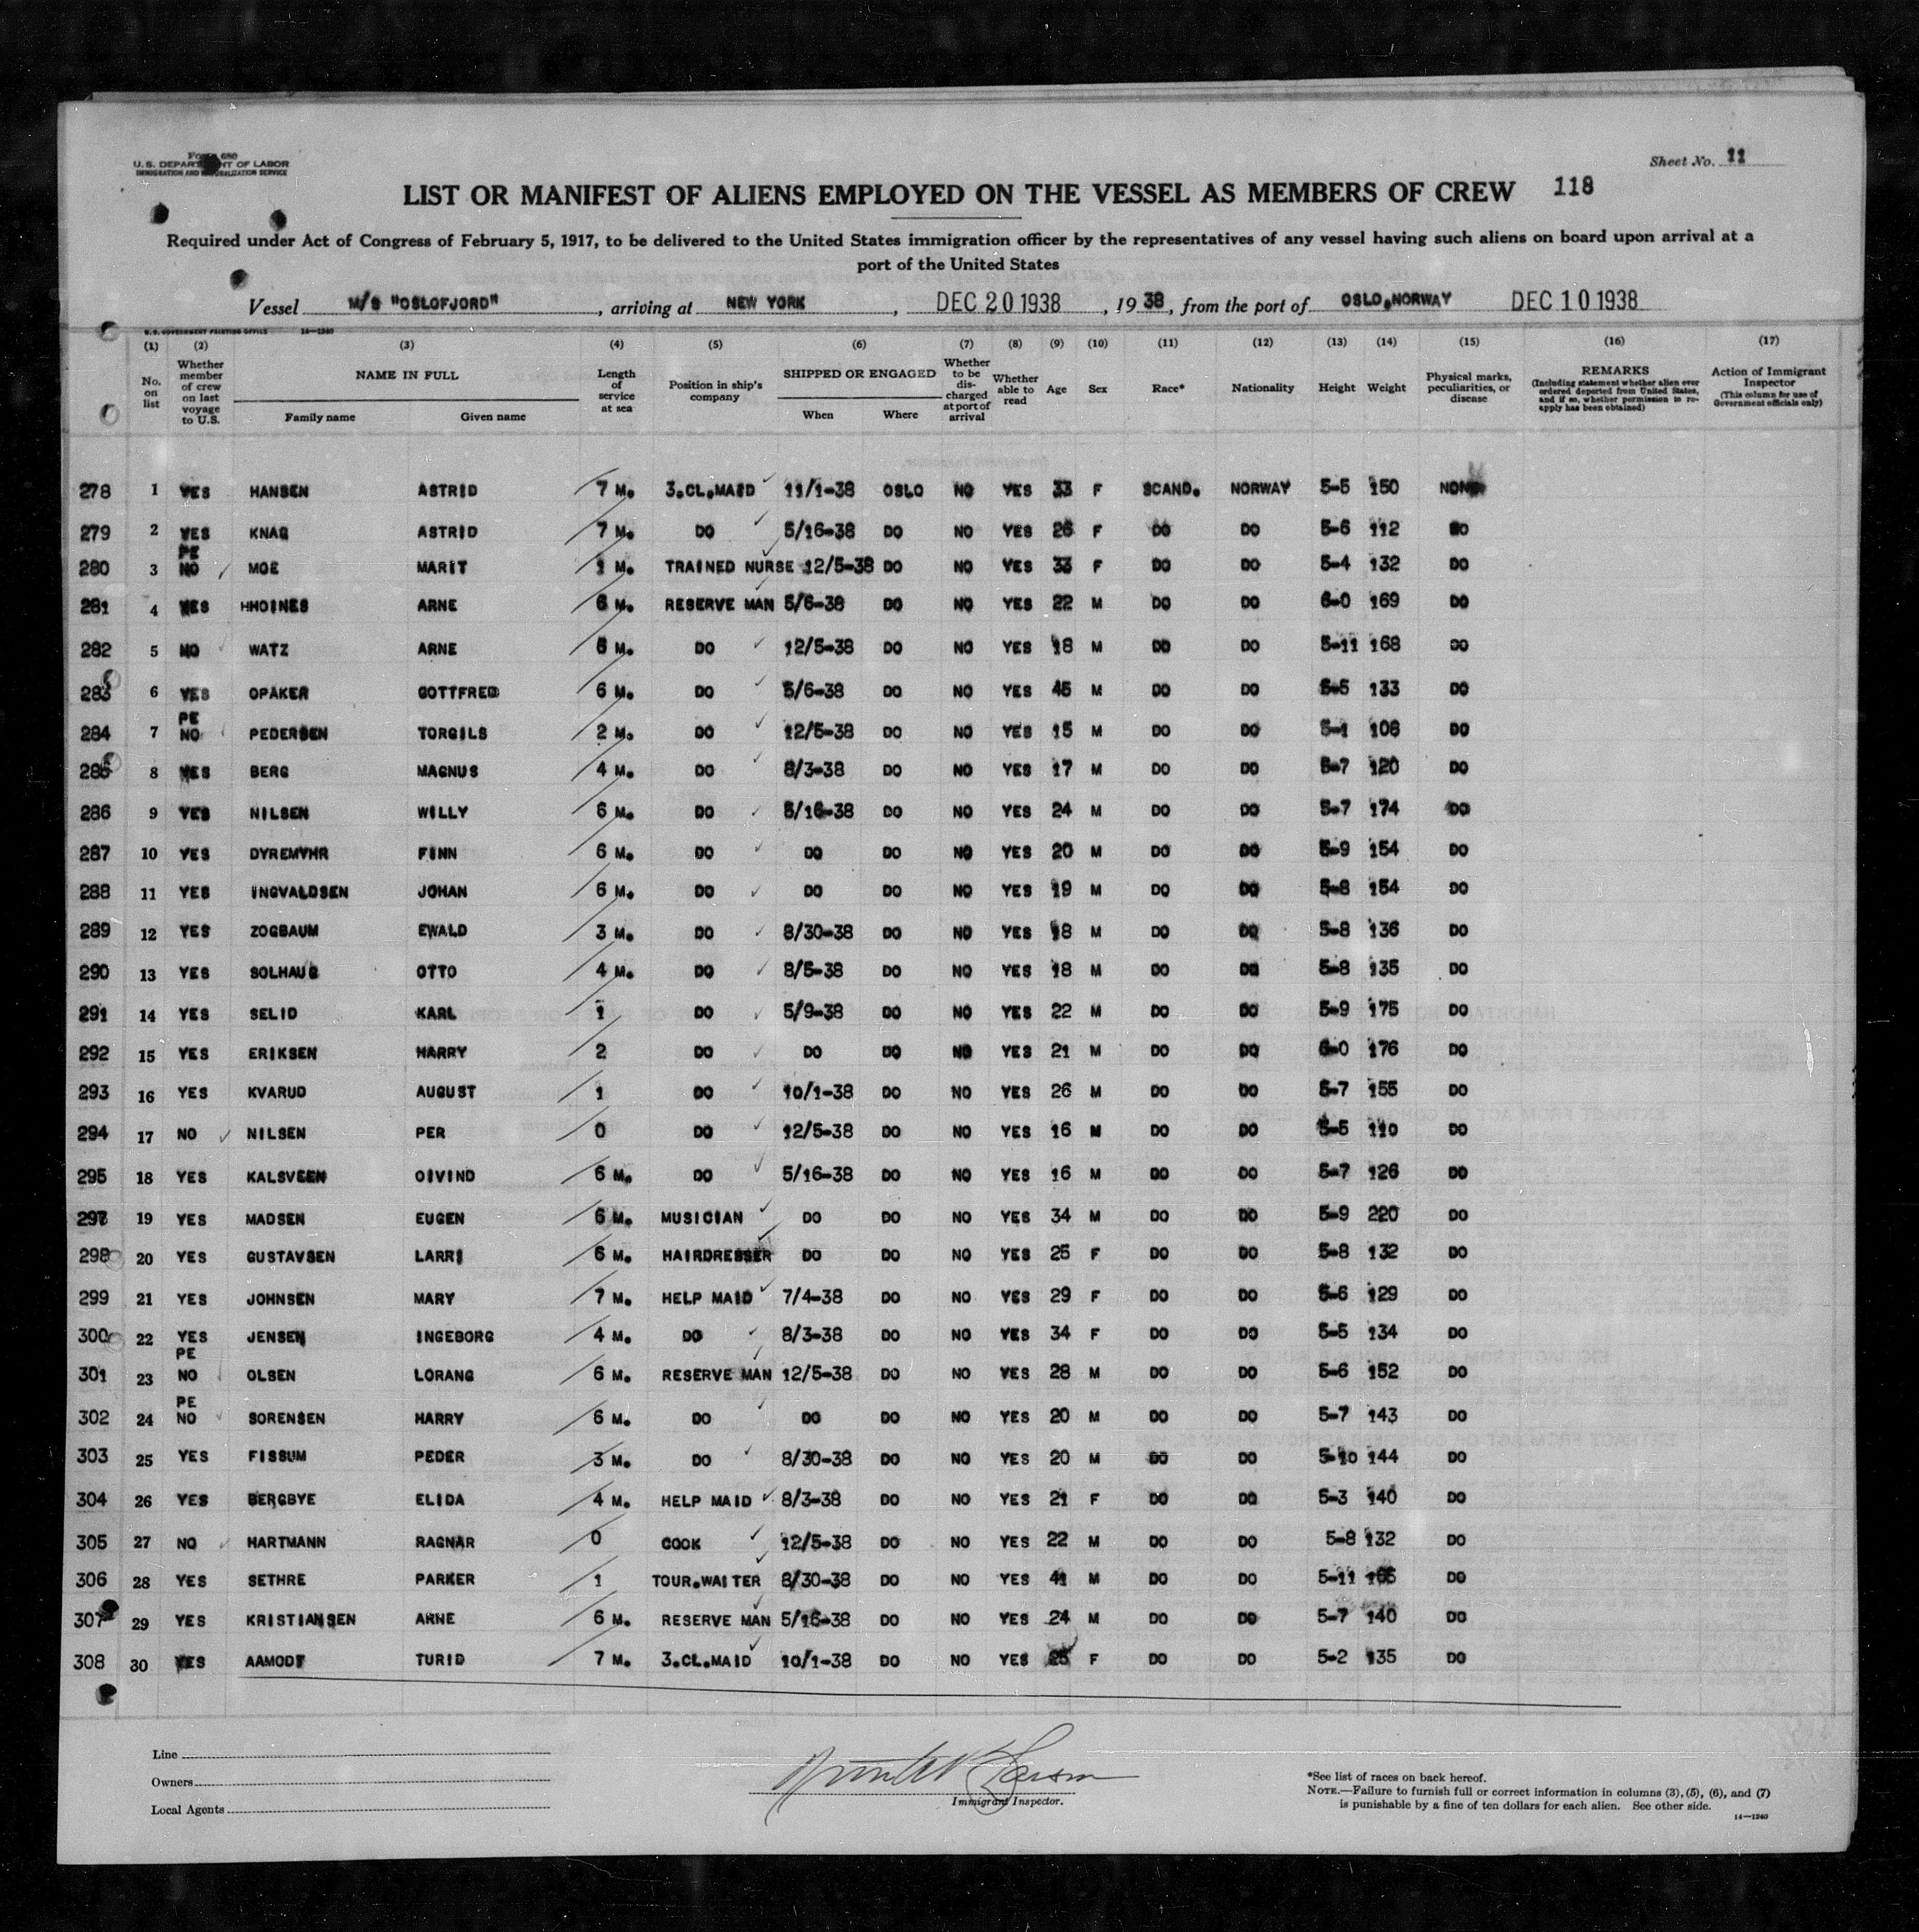 Form 680
U. S. DEPARTMENT OF LABOR
IMMIGRATION AND NATURALIZATION SERVICE
Sheet No. 11
LIST OR MANIFEST OF ALIENS EMPLOYED ON THE VESSEL AS MEMBERS OF CREW 118
Required under Act of Congress of February 5, 1917, to be delivered to the United States immigration officer by the representatives of any vessel having such aliens on board upon arrival at a
port of the United States
Vessel M/S "OSLOFJORD", arriving at NEW YORK, DEC 20 1938, 1938, from the port of OSLO,NORWAY DEC 10 1938
U. S. GOVERNMENT PRINTING OFFICE 14—1240
(1) (2) (3) (4) (5) (6) (7) (8) (9) (10) (11) (12) (13) (14) (15) (16) (17)
No. on list Whether member of crew on last voyage to U.S. NAME IN FULL Family name Given name Length of service at sea Position in ship's company SHIPPED OR ENGAGED When Where Whether to be discharged at port of arrival Whether able to read Age Sex Race* Nationality Height Weight Physical marks, peculiarities, or disease REMARKS (Including statement whether alien ever ordered deported from United States, and if so, whether permission to reapply has been obtained) Action of Immigrant Inspector (This column for use of Government officials only)
278 1 YES HANSEN ASTRID 7 M. 3.CL.MAID 11/1-38 OSLO NO YES 33 F SCAND. NORWAY 5-5 150 NONE
279 2 YES KNAG ASTRID 7 M. DO 5/16-38 DO NO YES 26 F DO DO 5-6 112 DO
PE
280 3 NO MOE MARIT 1 M. TRAINED NURSE 12/5-38 DO NO YES 33 F DO DO 5-4 132 DO
281 4 YES HHOINES ARNE 6 M. RESERVE MAN 5/6-38 DO NO YES 22 M DO DO 6-0 169 DO
282 5 NO WATZ ARNE 6 M. DO 12/5-38 DO NO YES 18 M DO DO 5-11 168 DO
283 6 YES OPAKER GOTTFRED 6 M. DO 5/6-38 DO NO YES 45 M DO DO 5-5 133 DO
PE
284 7 NO PEDERSEN TORGILS 2 M. DO 12/5-38 DO NO YES 15 M DO DO 5-1 108 DO
285 8 YES BERG MAGNUS 4 M. DO 8/3-38 DO NO YES 17 M DO DO 5-7 120 DO
286 9 YES NILSEN WILLY 6 M. DO 5/16-38 DO NO YES 24 M DO DO 5-7 174 DO
287 10 YES DYREMYHR FINN 6 M. DO DO DO NO YES 20 M DO DO 5-9 154 DO
288 11 YES INGVALDSEN JOHAN 6 M. DO DO DO NO YES 19 M DO DO 5-8 154 DO
289 12 YES ZOGBAUM EWALD 3 M. DO 8/30-38 DO NO YES 18 M DO DO 5-8 136 DO
290 13 YES SOLHAUG OTTO 4 M. DO 8/5-38 DO NO YES 18 M DO DO 5-8 135 DO
291 14 YES SELID KARL 1 DO 5/9-38 DO NO YES 22 M DO DO 5-9 175 DO
292 15 YES ERIKSEN HARRY 2 DO DO DO NO YES 21 M DO DO 6-0 176 DO
293 16 YES KVARUD AUGUST 1 DO 10/1-38 DO NO YES 26 M DO DO 5-7 155 DO
294 17 NO NILSEN PER 0 DO 12/5-38 DO NO YES 16 M DO DO 5-5 110 DO
295 18 YES KALSVEEN OIVIND 6 M. DO 5/16-38 DO NO YES 16 M DO DO 5-7 126 DO
297 19 YES MADSEN EUGEN 6 M. MUSICIAN DO DO NO YES 34 M DO DO 5-9 220 DO
298 20 YES GUSTAVSEN LARRI 6 M. HAIRDRESSER DO DO NO YES 25 F DO DO 5-8 132 DO
299 21 YES JOHNSEN MARY 7 M. HELP MAID 7/4-38 DO NO YES 29 F DO DO 5-6 129 DO
300 22 YES JENSEN INGEBORG 4 M. DO 8/3-38 DO NO YES 34 F DO DO 5-5 134 DO
PE
301 23 NO OLSEN LORANG 6 M. RESERVE MAN 12/5-38 DO NO YES 28 M DO DO 5-6 152 DO
PE
302 24 NO SORENSEN HARRY 6 M. DO DO DO NO YES 20 M DO DO 5-7 143 DO
303 25 YES FISSUM PEDER 3 M. DO 8/30-38 DO NO YES 20 M DO DO 5-10 144 DO
304 26 YES BERGBYE ELIDA 4 M. HELP MAID 8/3-38 DO NO YES 21 F DO DO 5-3 140 DO
305 27 NO HARTMANN RAGNAR 0 COOK 12/5-38 DO NO YES 22 M DO DO 5-8 132 DO
306 28 YES SETHRE PARKER 1 TOUR.WAITER 8/30-38 DO NO YES 41 M DO DO 5-11 DO
307 29 YES KRISTIANSEN ARNE 6 M. RESERVE MAN 5/16-38 DO NO YES 24 M DO DO 5-7 140 DO
308 30 YES AAMODT TURID 7 M. 3.CL.MAID 10/1-38 DO NO YES 25 F DO DO 5-2 135 DO
Line
Owners
Local Agents
Immigrant Inspector.
*See list of races on back hereof.
NOTE.—Failure to furnish full or correct information in columns (3), (5), (6), and (7)
is punishable by a fine of ten dollars for each alien. See other side.
14—1240